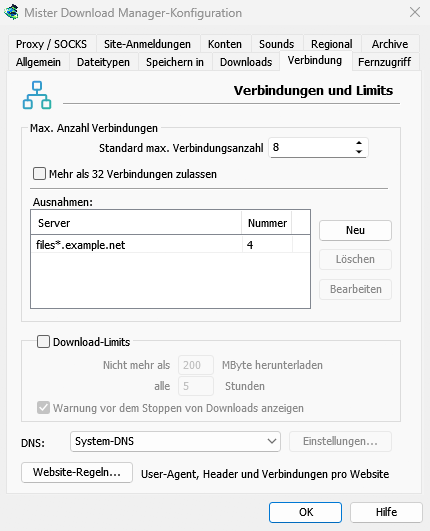 Mister Download Manager-Konfiguration
Proxy / SOCKS Site-Anmeldungen Konten Sounds Regional Archive
Allgemein Dateitypen Speichern in Downloads Verbindung Fernzugriff
Verbindungen und Limits
Max. Anzahl Verbindungen
Standard max. Verbindungsanzahl 8
Mehr als 32 Verbindungen zulassen
Ausnahmen:
Server Nummer
files*.example.net 4
Neu
Löschen
Bearbeiten
Download-Limits
Nicht mehr als 200 MByte herunterladen
alle 5 Stunden
Warnung vor dem Stoppen von Downloads anzeigen
DNS: System-DNS Einstellungen...
Website-Regeln... User-Agent, Header und Verbindungen pro Website
OK Hilfe